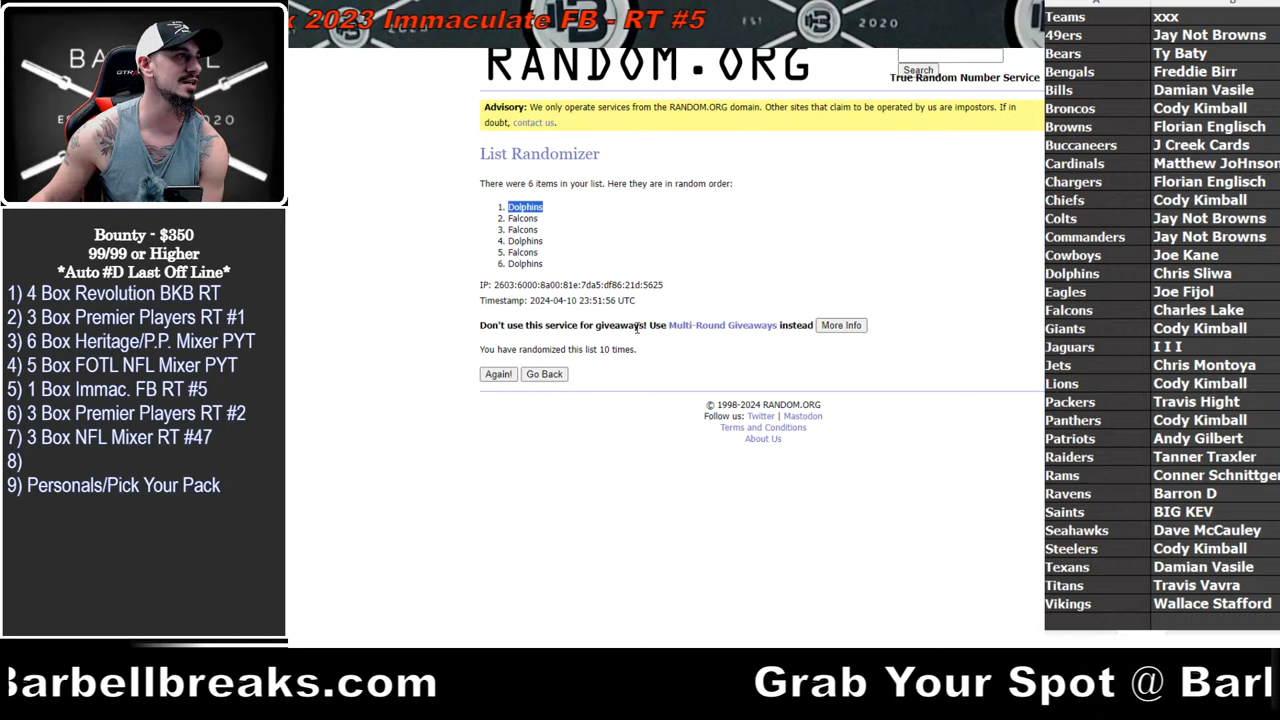 x 2023 Immaculate FB - RT #5
EST
2020
BA
L
GTR
ES
2020
Bounty - $350
99/99 or Higher
*Auto #D Last Off Line*
1) 4 Box Revolution BKB RT
2) 3 Box Premier Players RT #1
3) 6 Box Heritage/P.P. Mixer PYT
4) 5 Box FOTL NFL Mixer PYT
5) 1 Box Immac. FB RT #5
6) 3 Box Premier Players RT #2
7) 3 Box NFL Mixer RT #47
8)
9) Personals/Pick Your Pack
RANDOM.ORG
Search
True Random Number Service
Advisory: We only operate services from the RANDOM.ORG domain. Other sites that claim to be operated by us are impostors. If in
doubt, contact us.
List Randomizer
There were 6 items in your list. Here they are in random order:
1. Dolphins
2. Falcons
3. Falcons
4. Dolphins
5. Falcons
6. Dolphins
IP: 2603:6000:8a00:81e:7da5:df86:21d:5625
Timestamp: 2024-04-10 23:51:56 UTC
Don't use this service for giveaways! Use Multi-Round Giveaways instead More Info
You have randomized this list 10 times.
Again! Go Back
© 1998-2024 RANDOM.ORG
Follow us: Twitter | Mastodon
Terms and Conditions
About Us
Teams xxx
49ers Jay Not Browns
Bears Ty Baty
Bengals Freddie Birr
Bills Damian Vasile
Broncos Cody Kimball
Browns Florian Englisch
Buccaneers J Creek Cards
Cardinals Matthew JoHnson
Chargers Florian Englisch
Chiefs Cody Kimball
Colts Jay Not Browns
Commanders Jay Not Browns
Cowboys Joe Kane
Dolphins Chris Sliwa
Eagles Joe Fijol
Falcons Charles Lake
Giants Cody Kimball
Jaguars I I I
Jets Chris Montoya
Lions Cody Kimball
Packers Travis Hight
Panthers Cody Kimball
Patriots Andy Gilbert
Raiders Tanner Traxler
Rams Conner Schnittger
Ravens Barron D
Saints BIG KEV
Seahawks Dave McCauley
Steelers Cody Kimball
Texans Damian Vasile
Titans Travis Vavra
Vikings Wallace Stafford
Barbellbreaks.com
Grab Your Spot @ Barl